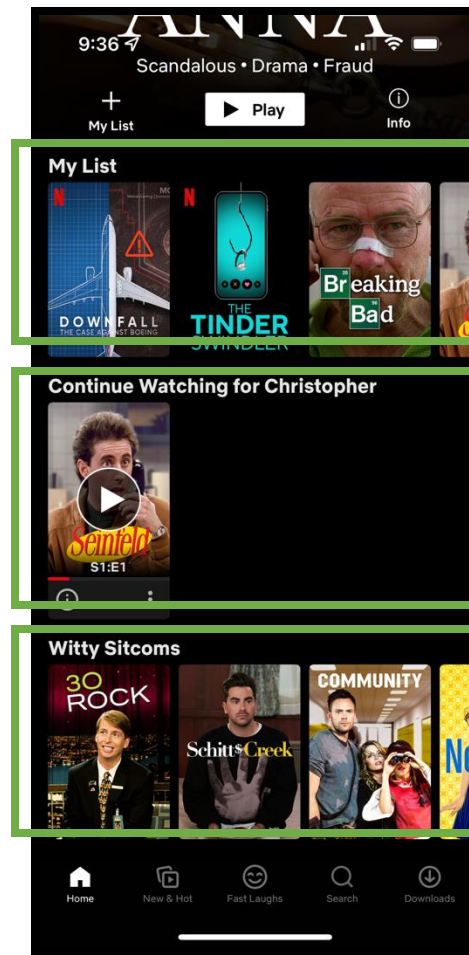 ANNA
9:36
Scandalous • Drama • Fraud
My List
Play
Info
My List
N
DOWNFALL
THE CASE AGAINST BOEING
N
THE
TINDER
SWINDLER
Breaking
Bad
Continue Watching for Christopher
Seinfeld
S1:E1
Witty Sitcoms
30
ROCK
Schitt$ Creek
COMMUNITY
Ne
Home
New & Hot
Fast Laughs
Search
Downloads